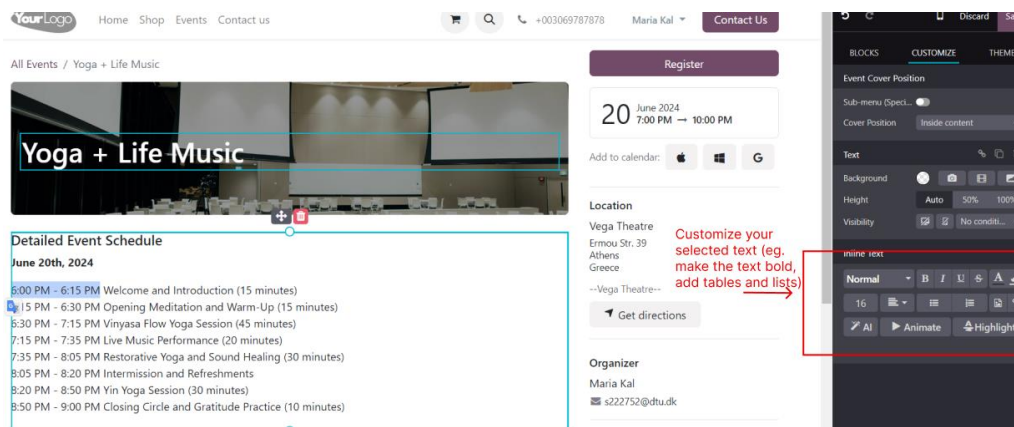 YourLogo Home Shop Events Contact us +003069787878 Maria Kal Contact Us
All Events / Yoga + Life Music
Yoga + Life Music
Detailed Event Schedule
June 20th, 2024
6:00 PM - 6:15 PM Welcome and Introduction (15 minutes)
15 PM - 6:30 PM Opening Meditation and Warm-Up (15 minutes)
6:30 PM - 7:15 PM Vinyasa Flow Yoga Session (45 minutes)
7:15 PM - 7:35 PM Live Music Performance (20 minutes)
7:35 PM - 8:05 PM Restorative Yoga and Sound Healing (30 minutes)
8:05 PM - 8:20 PM Intermission and Refreshments
8:20 PM - 8:50 PM Yin Yoga Session (30 minutes)
8:50 PM - 9:00 PM Closing Circle and Gratitude Practice (10 minutes)
Register
20 June 2024
7:00 PM → 10:00 PM
Add to calendar:
G
Location
Vega Theatre
Ermou Str. 39
Athens
Greece
--Vega Theatre--
Get directions
Organizer
Maria Kal
s222752@dtu.dk
Customize your
selected text (eg.
make the text bold,
add tables and lists)
Discard
BLOCKS CUSTOMIZE THEME
Event Cover Position
Sub-menu (Speci...
Cover Position Inside content
Text
Background
Height Auto 50% 100%
Visibility No conditi...
Inline Text
Normal B I U S A
16
AI Animate Highlight